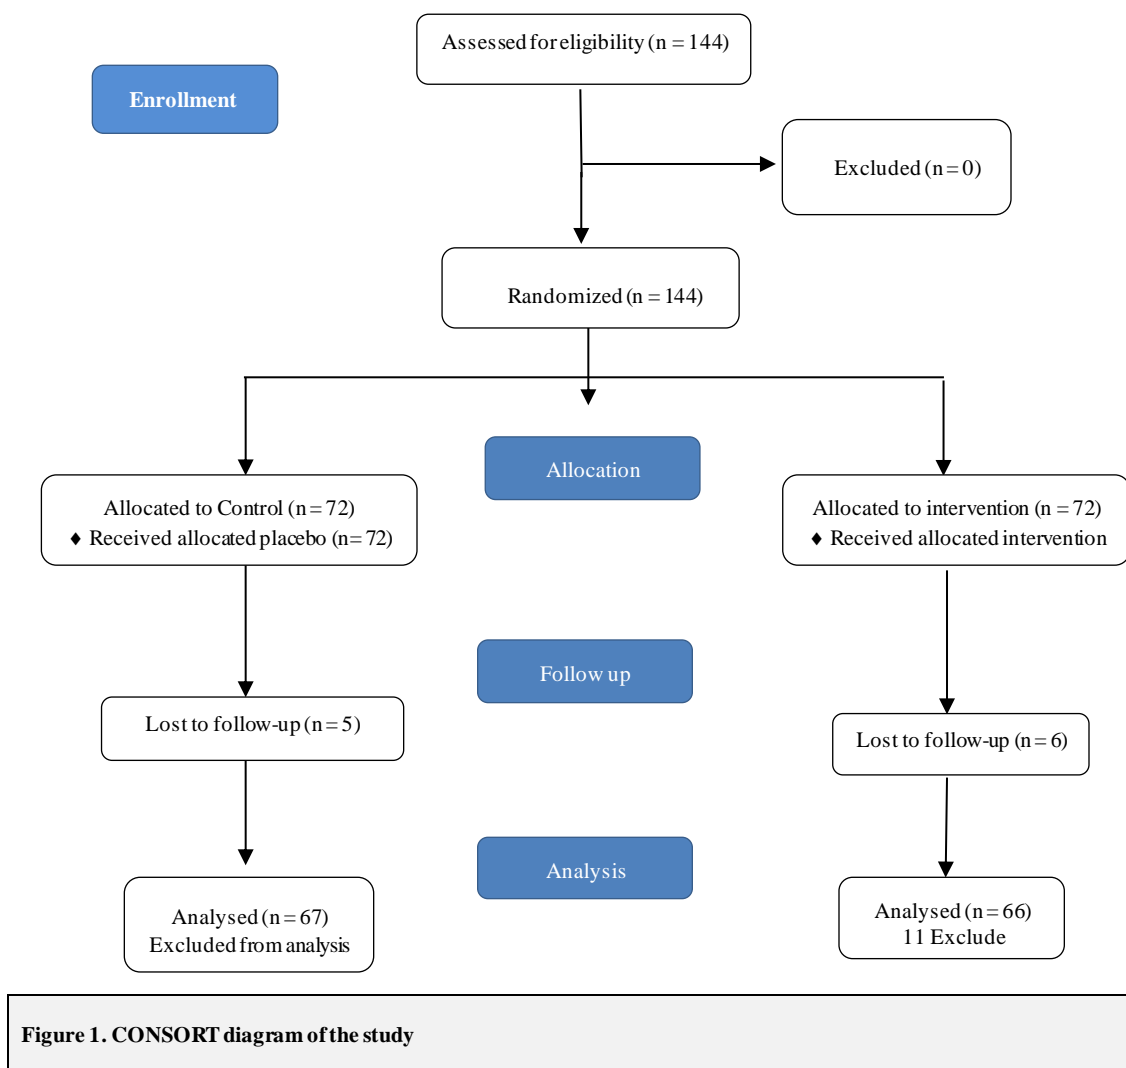 Assessed for eligibility (n = 144)
Enrollment
Excluded (n = 0)
Randomized (n = 144)
Allocation
Allocated to Control (n = 72)
♦ Received allocated placebo (n= 72)
Allocated to intervention (n = 72)
♦ Received allocated intervention
Follow up
Lost to follow-up (n = 5)
Lost to follow-up (n = 6)
Analysis
Analysed (n = 67)
Excluded from analysis
Analysed (n = 66)
11 Exclude
Figure 1. CONSORT diagram of the study